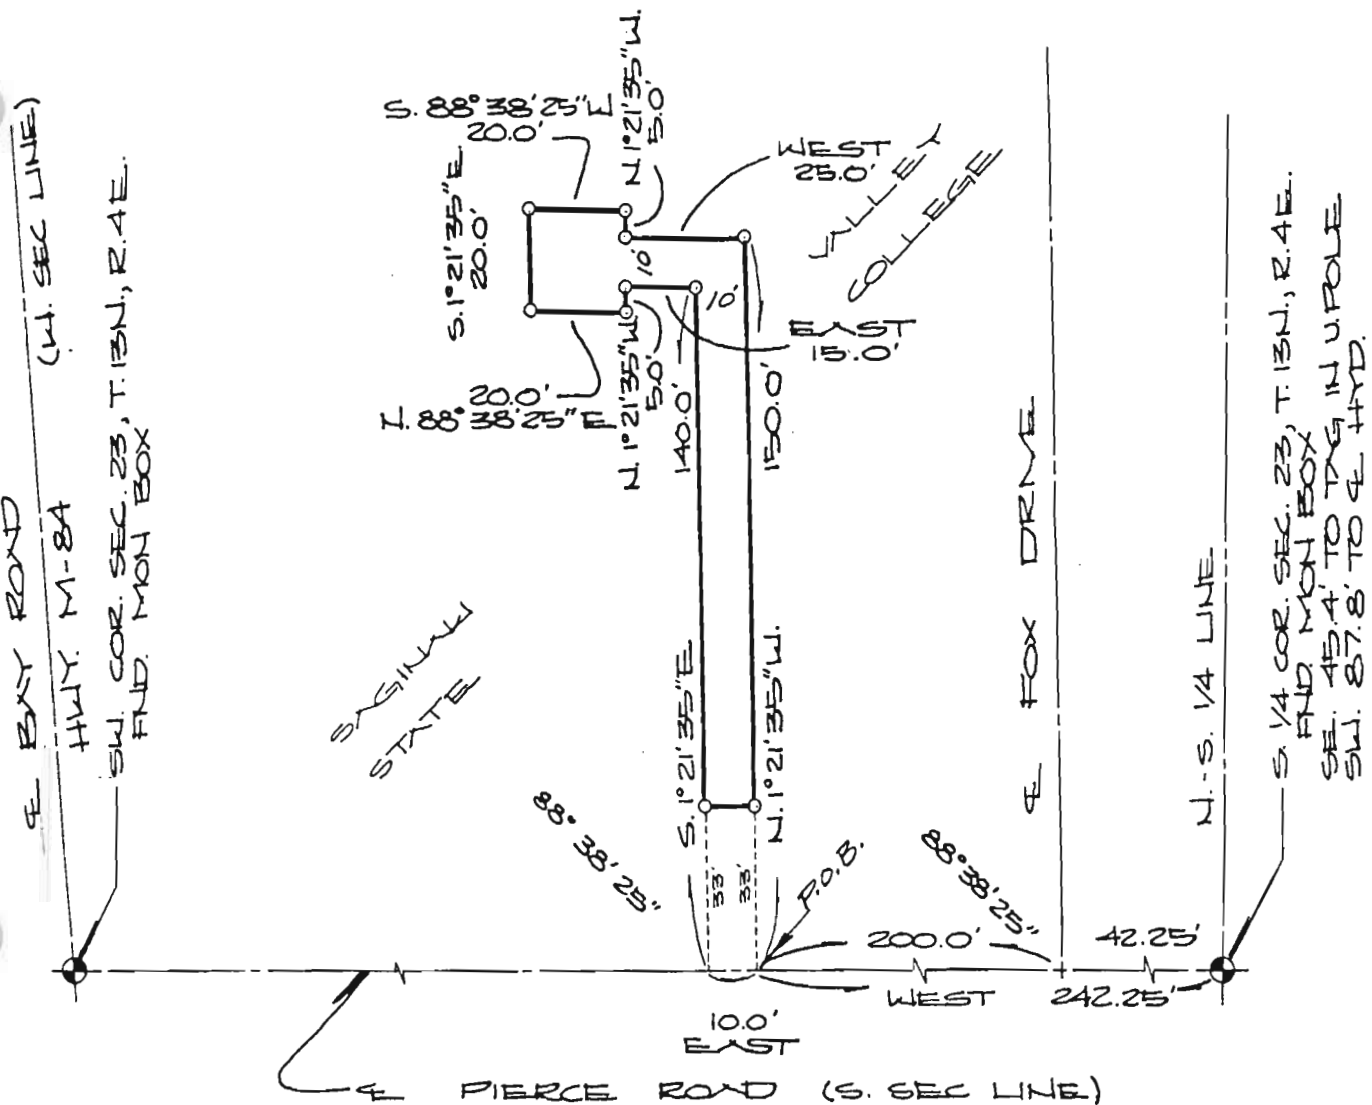 S. 88° 38' 25" W
20.0'
N. 1° 21' 35" W.
5.0'
WEST
25.0'
VALLEY
COLLEGE
S. 1° 21' 35" E.
20.0'
10'
10'
EAST
15.0'
20.0'
N. 88° 38' 25" E
N. 1° 21' 35" W
5.0'
140.0'
150.0'
℄ BAY ROAD
HWY. M-84
(W. SEC LINE)
SW. COR. SEC. 23, T. 13N., R. 4E.
FND. MON BOX
SAGINAW
STATE
S. 1° 21' 35" E
N. 1° 21' 35" W.
℄ FOX DRIVE
N.-S. 1/4 LINE
S. 1/4 COR. SEC. 23, T. 13N., R. 4E.
FND. MON BOX
SE. 45.4' TO TAG IN U. POLE
SW. 87.8' TO ℄ HYD.
88° 38' 25"
33'
33'
P.O.B.
88° 38' 25"
200.0'
42.25'
WEST 242.25'
10.0'
EAST
℄ PIERCE ROAD (S. SEC LINE)